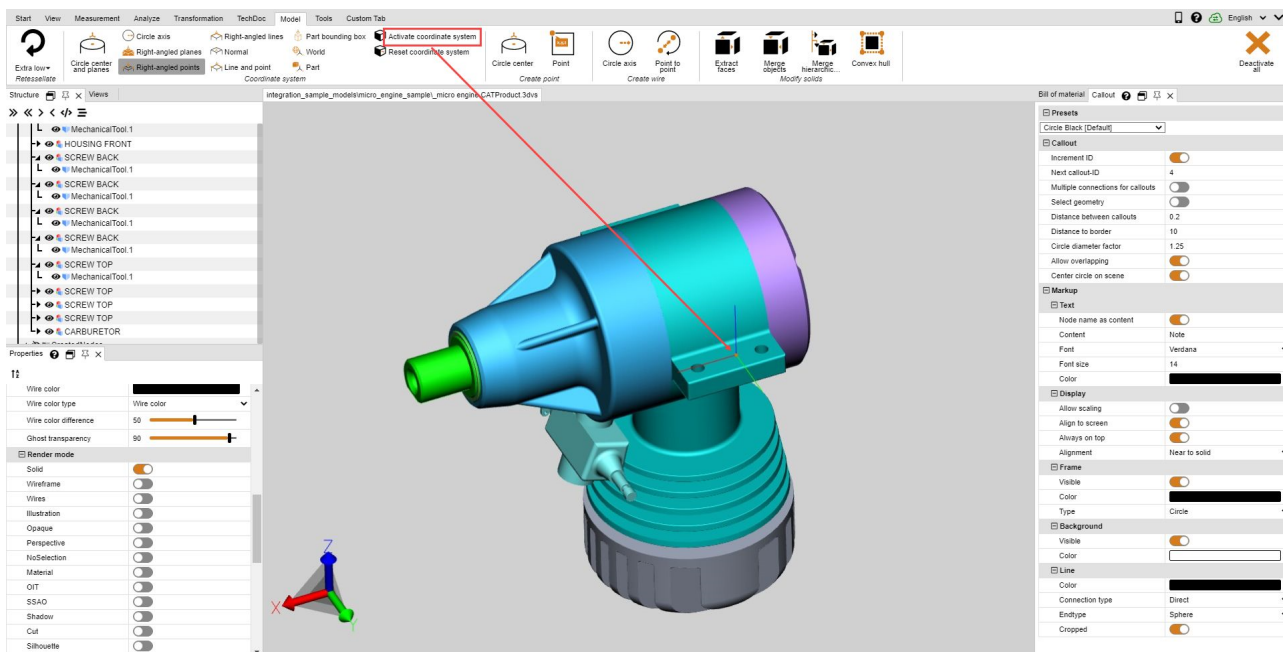 Start View Measurement Analyze Transformation TechDoc Model Tools Custom Tab
English
Extra low
Retessellate
Circle center and planes
Circle axis
Right-angled planes
Right-angled points
Right-angled lines
Normal
Line and point
Part bounding box
World
Part
Activate coordinate system
Reset coordinate system
Coordinate system
Circle center
Point
Create point
Circle axis
Point to point
Create wire
Extract faces
Merge objects
Merge hierarchic...
Convex hull
Modify solids
Deactivate all
Structure
Views
integration_sample_models\micro_engine_sample\_micro engine.CATProduct.3dvs
Bill of material
Callout
MechanicalTool.1
HOUSING FRONT
SCREW BACK
MechanicalTool.1
SCREW BACK
MechanicalTool.1
SCREW BACK
MechanicalTool.1
SCREW BACK
MechanicalTool.1
SCREW TOP
MechanicalTool.1
SCREW TOP
SCREW TOP
SCREW TOP
CARBURETOR
Properties
Wire color
Wire color type Wire color
Wire color difference 50
Ghost transparency 90
Render mode
Solid
Wireframe
Wires
Illustration
Opaque
Perspective
NoSelection
Material
OIT
SSAO
Shadow
Cut
Silhouette
Z
X
Y
Presets
Circle Black [Default]
Callout
Increment ID
Next callout-ID 4
Multiple connections for callouts
Select geometry
Distance between callouts 0.2
Distance to border 10
Circle diameter factor 1.25
Allow overlapping
Center circle on scene
Markup
Text
Node name as content
Content Note
Font Verdana
Font size 14
Color
Display
Allow scaling
Align to screen
Always on top
Alignment Near to solid
Frame
Visible
Color
Type Circle
Background
Visible
Color
Line
Color
Connection type Direct
Endtype Sphere
Cropped